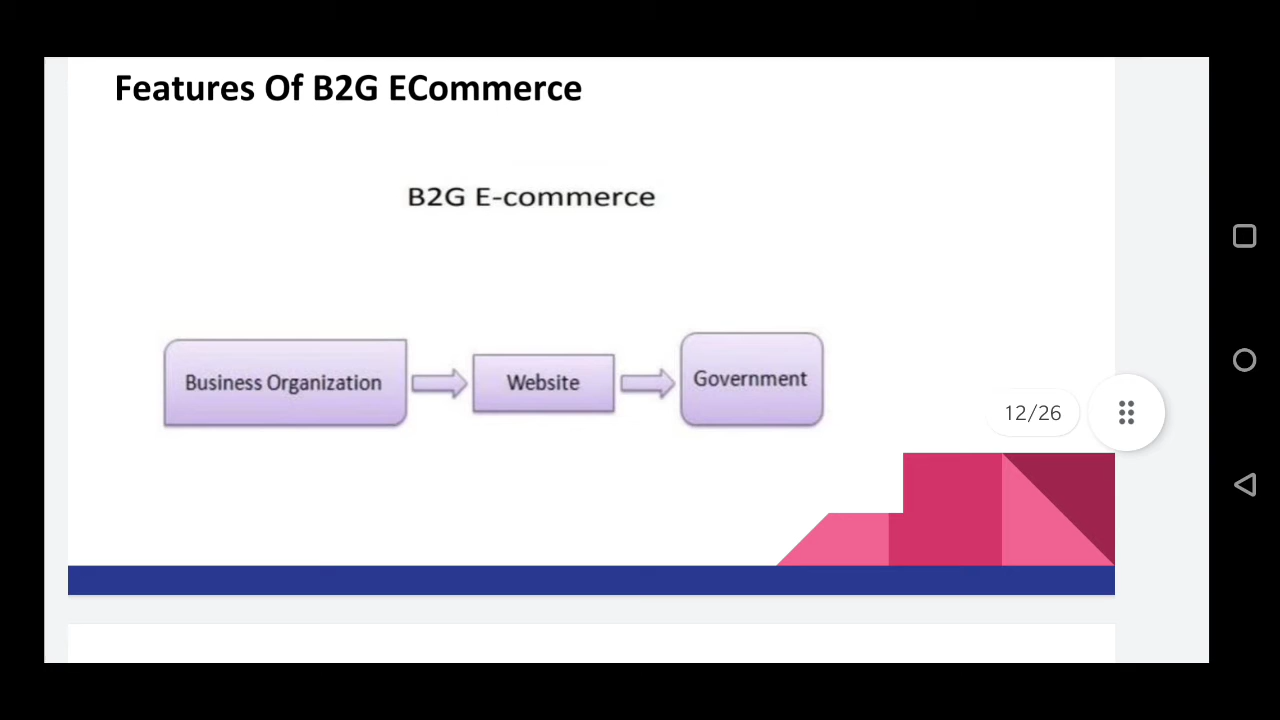 Features Of B2G ECommerce
B2G E-commerce
Business Organization
Website
Government
12/26